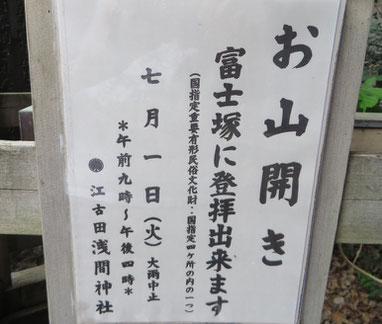 お山開き
富士塚に登拝出来ます
(国指定重要有形民俗文化財・国指定四ケ所の内の一つ)
七月一日(火)大雨中止
*午前九時~午後四時*
江古田浅間神社